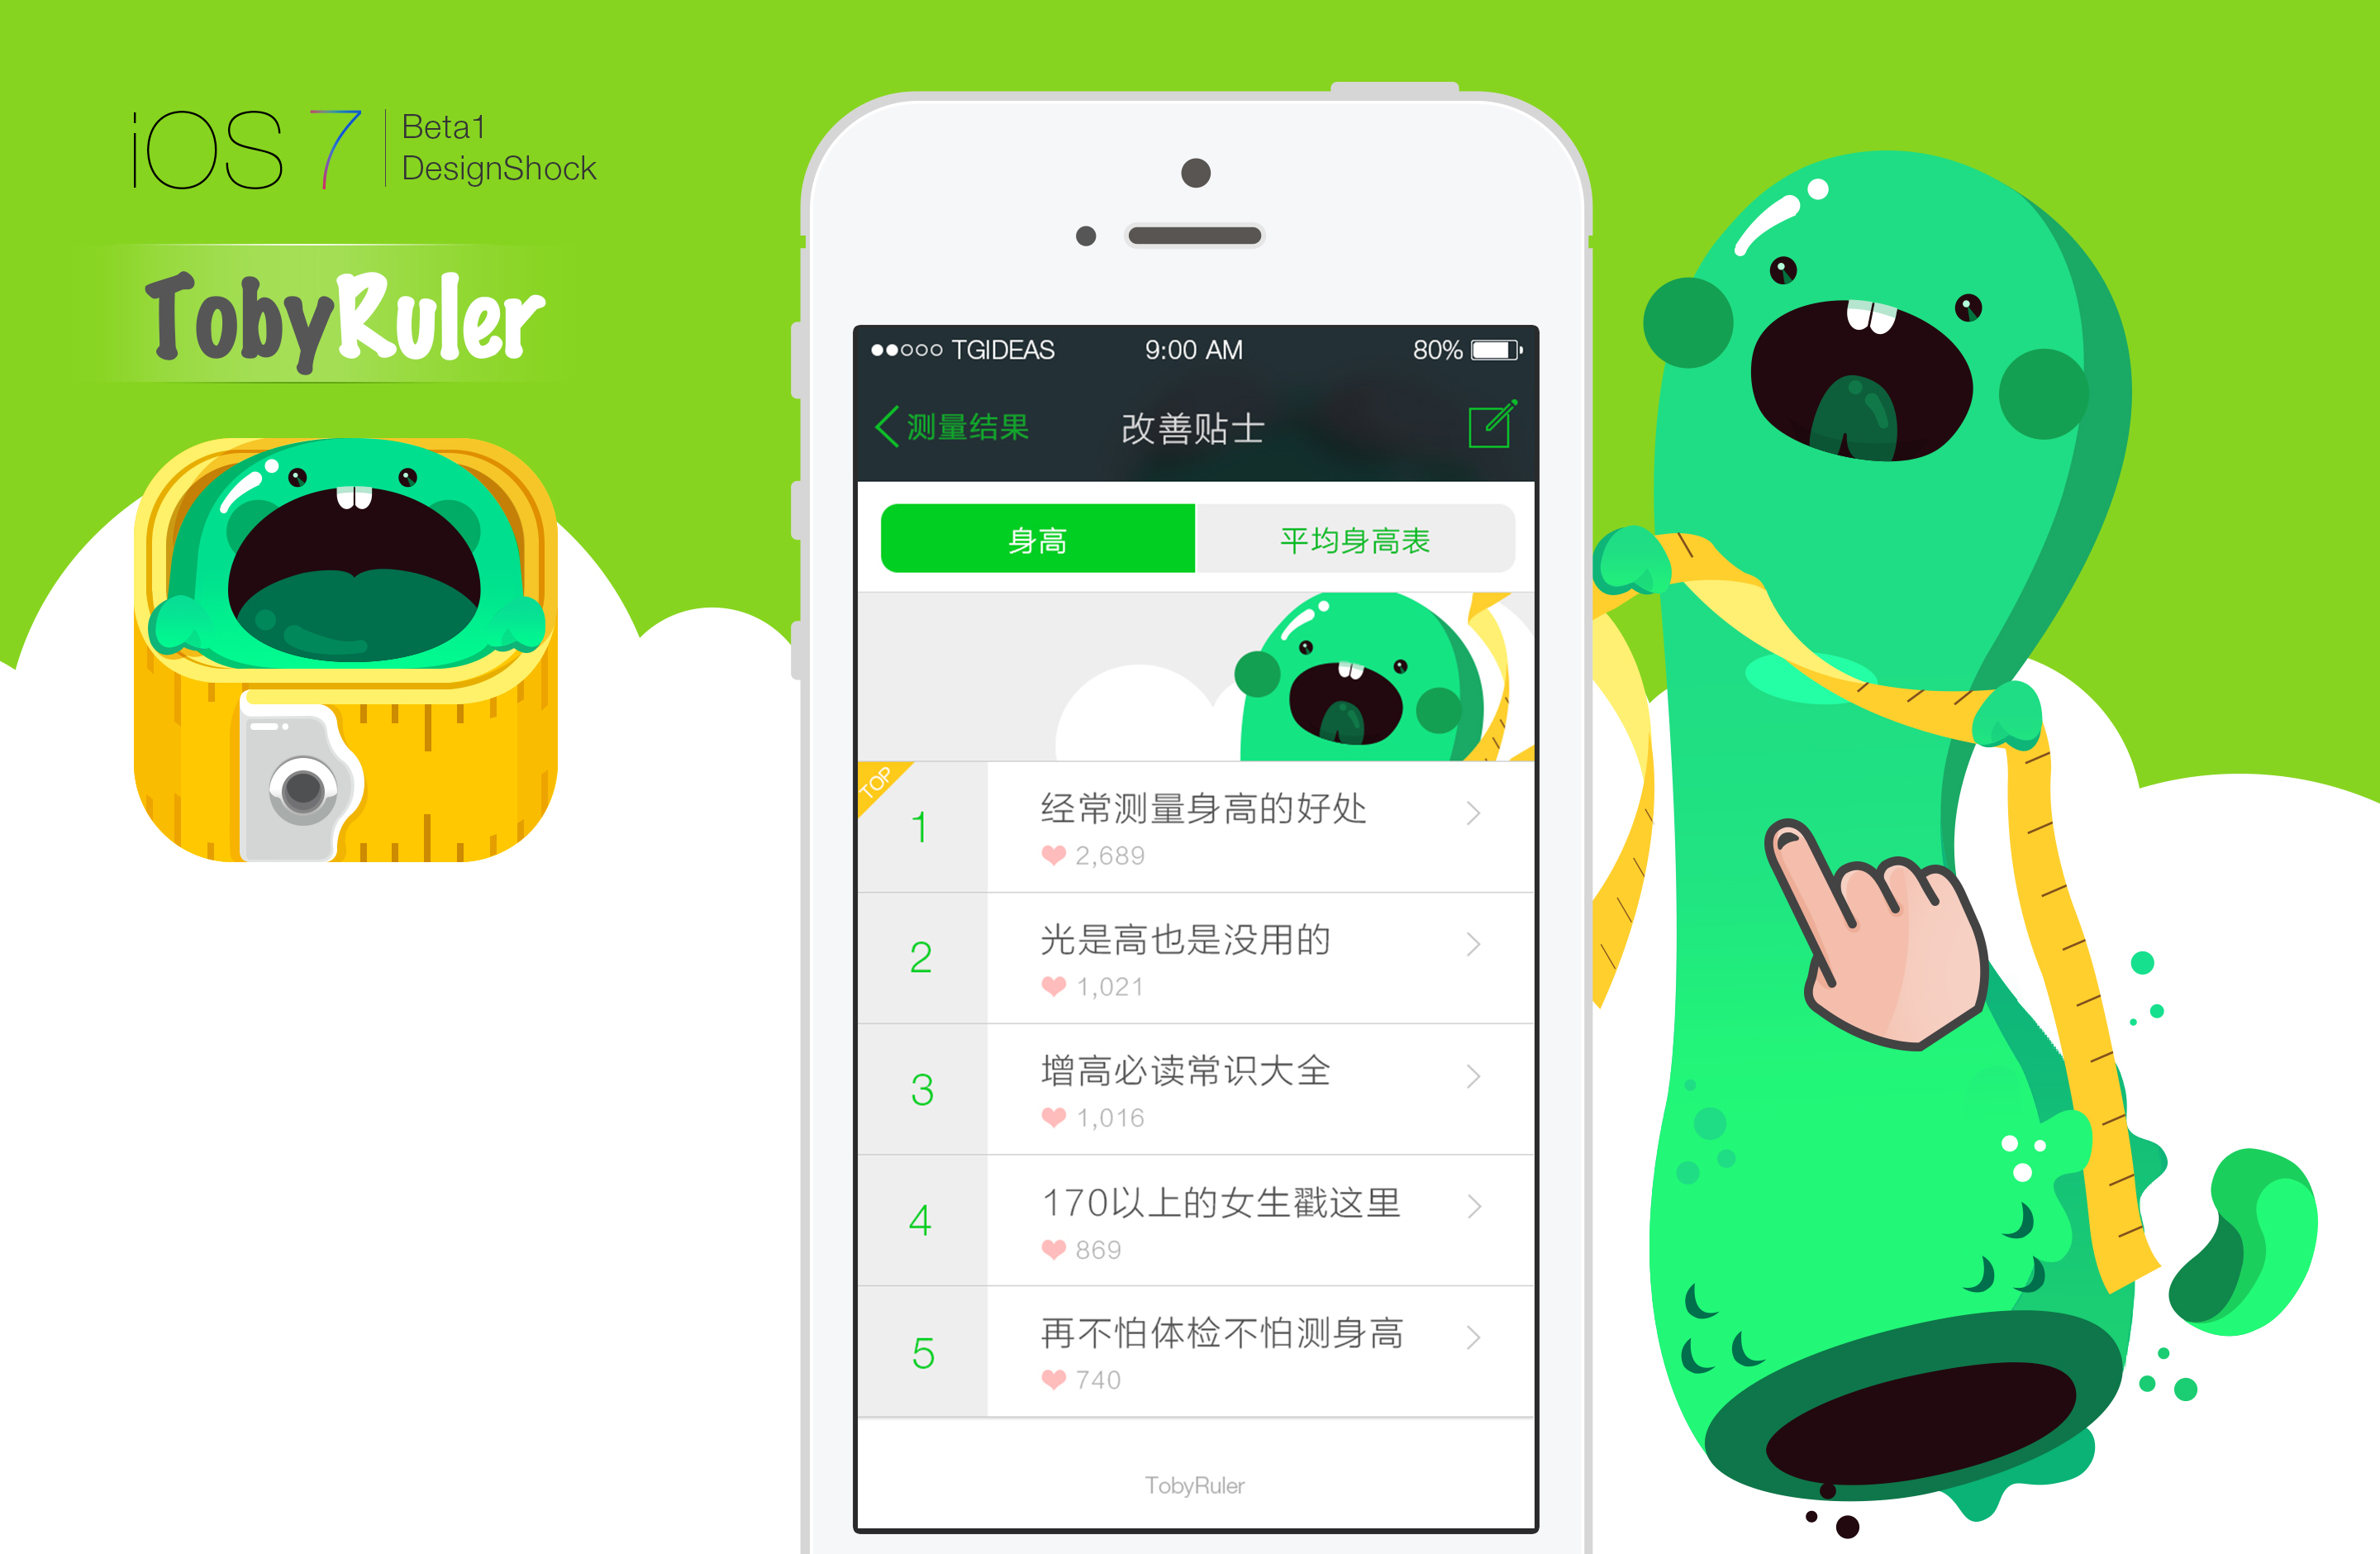 iOS 7
Beta1
DesignShock
TobyRuler
TGIDEAS 9:00 AM 80%
测量结果 改善贴士
身高 平均身高表
TOP
1 经常测量身高的好处
2,689
2 光是高也是没用的
1,021
3 增高必读常识大全
1,016
4 170以上的女生戳这里
869
5 再不怕体检不怕测身高
740
TobyRuler